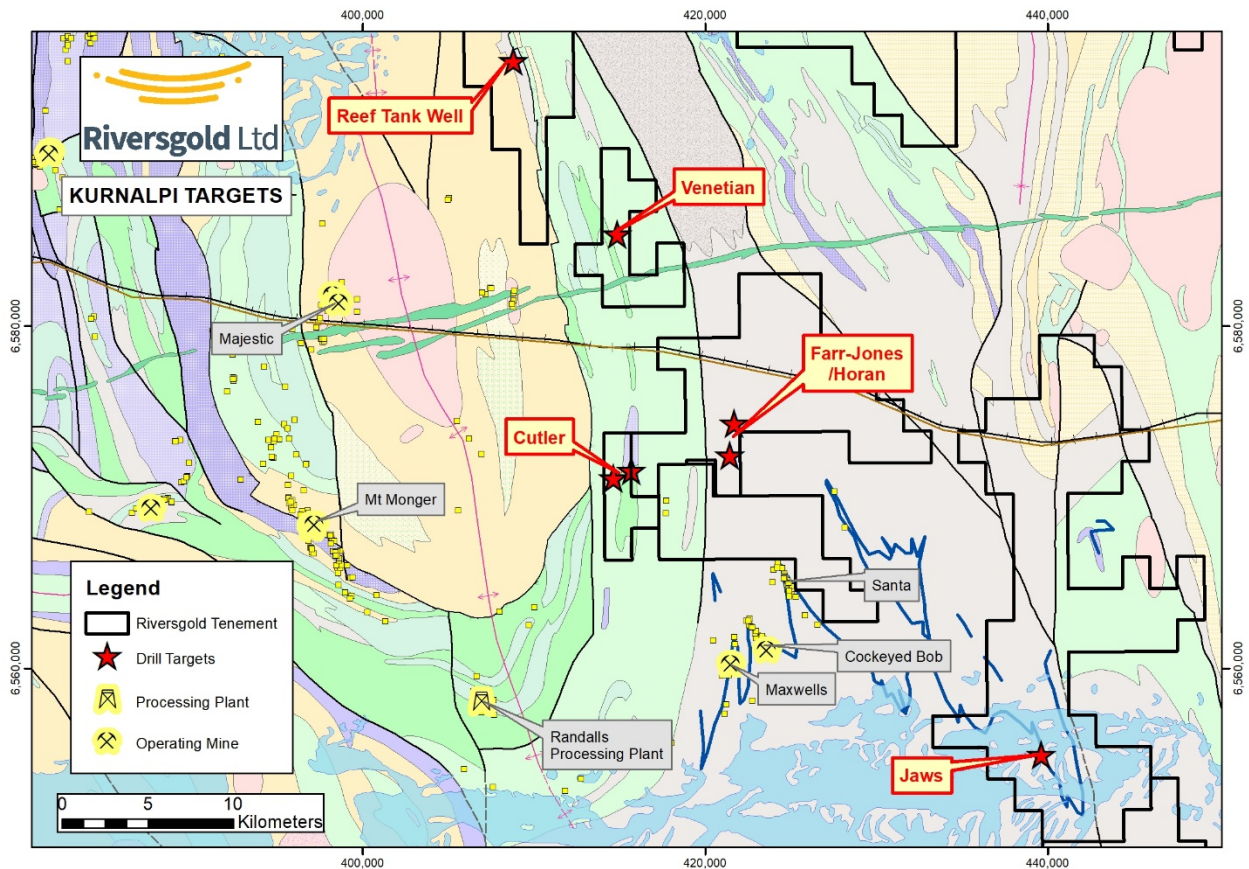 400,000
420,000
440,000
Riversgold Ltd
KURNALPI TARGETS
Reef Tank Well
Venetian
6,580,000
6,580,000
Majestic
Farr-Jones
/Horan
Cutler
Mt Monger
Santa
Cockeyed Bob
Maxwells
Randalls
Processing Plant
Jaws
6,560,000
6,560,000
Legend
Riversgold Tenement
Drill Targets
Processing Plant
Operating Mine
0
5
10
Kilometers
400,000
420,000
440,000